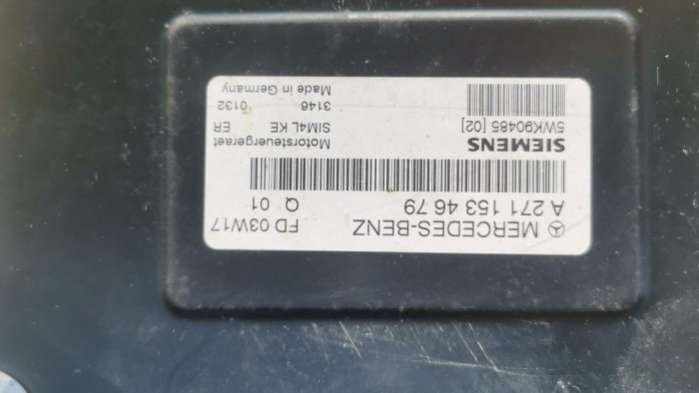 MERCEDES-BENZ FD 03W17
A 271 153 46 79 Q 01
SIEMENS Motorsteuergeraet
5WK90485 [02] SIM4L KE ER
3146 0132
Made in Germany